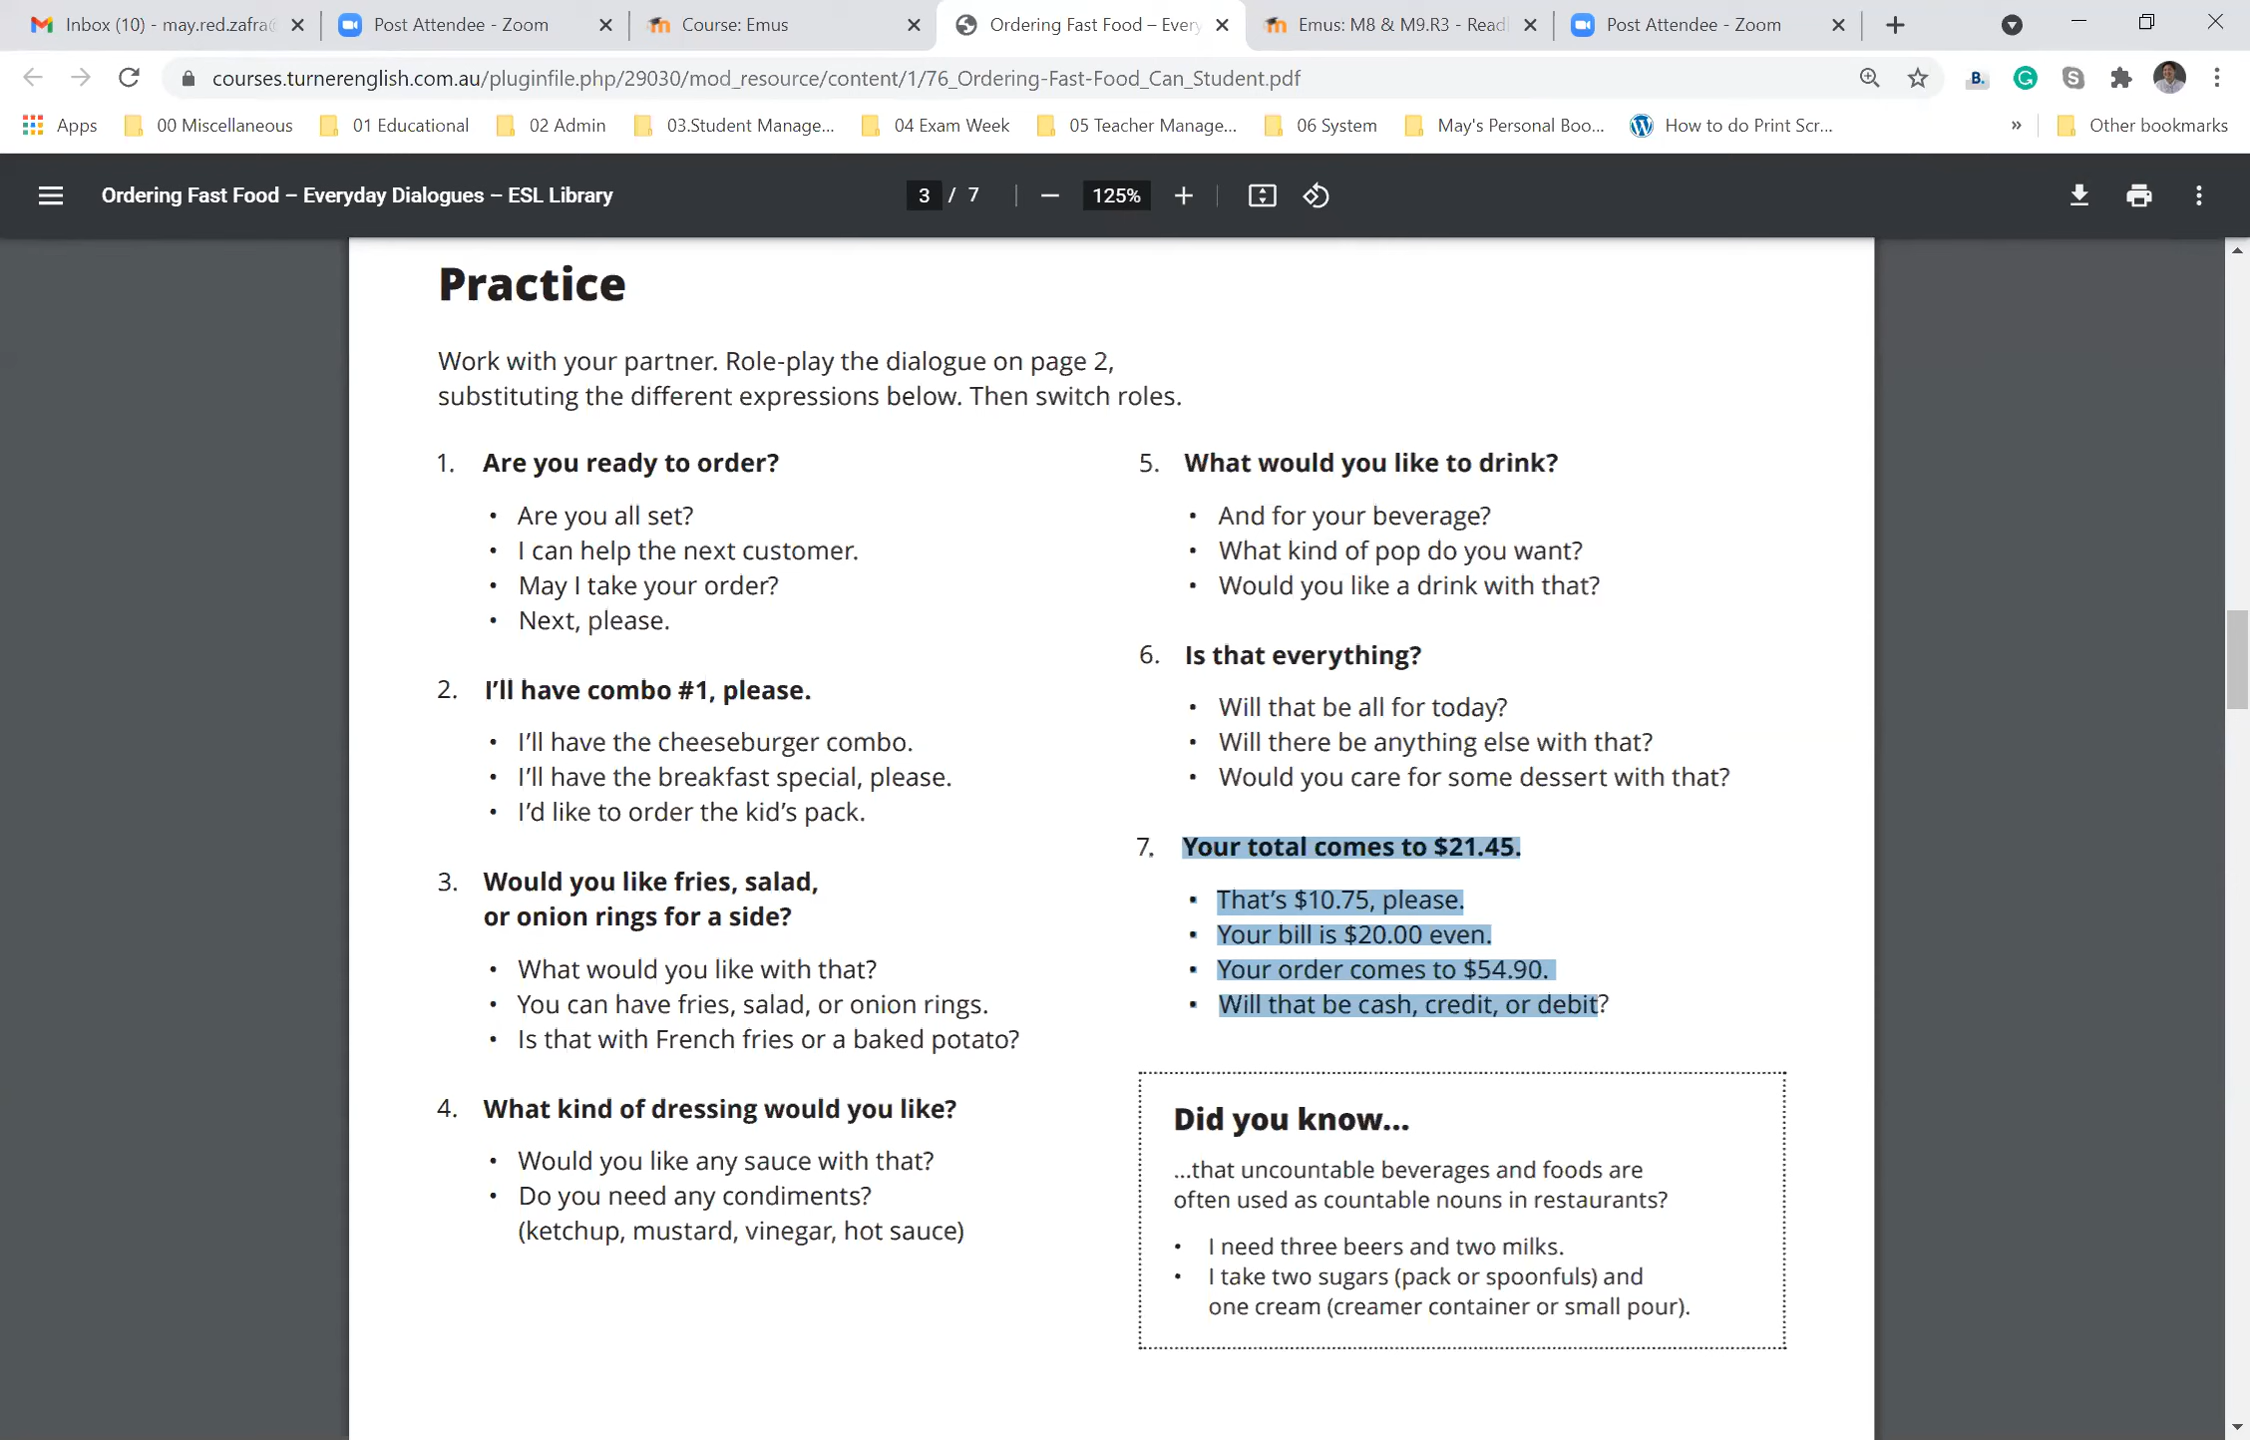 Inbox (10) - may.red.zafra@
Post Attendee - Zoom
Course: Emus
Ordering Fast Food – Every
Emus: M8 & M9.R3 - Readi
Post Attendee - Zoom
courses.turnerenglish.com.au/pluginfile.php/29030/mod_resource/content/1/76_Ordering-Fast-Food_Can_Student.pdf
B.
Apps
00 Miscellaneous
01 Educational
02 Admin
03.Student Manage...
04 Exam Week
05 Teacher Manage...
06 System
May's Personal Boo...
How to do Print Scr...
»
Other bookmarks
Ordering Fast Food – Everyday Dialogues – ESL Library
3 / 7
125%
Practice
Work with your partner. Role-play the dialogue on page 2,
substituting the different expressions below. Then switch roles.
1. Are you ready to order?
• Are you all set?
• I can help the next customer.
• May I take your order?
• Next, please.
2. I’ll have combo #1, please.
• I’ll have the cheeseburger combo.
• I’ll have the breakfast special, please.
• I’d like to order the kid’s pack.
3. Would you like fries, salad,
or onion rings for a side?
• What would you like with that?
• You can have fries, salad, or onion rings.
• Is that with French fries or a baked potato?
4. What kind of dressing would you like?
• Would you like any sauce with that?
• Do you need any condiments?
(ketchup, mustard, vinegar, hot sauce)
5. What would you like to drink?
• And for your beverage?
• What kind of pop do you want?
• Would you like a drink with that?
6. Is that everything?
• Will that be all for today?
• Will there be anything else with that?
• Would you care for some dessert with that?
7. Your total comes to $21.45.
• That’s $10.75, please.
• Your bill is $20.00 even.
• Your order comes to $54.90.
• Will that be cash, credit, or debit?
Did you know...
...that uncountable beverages and foods are
often used as countable nouns in restaurants?
• I need three beers and two milks.
• I take two sugars (pack or spoonfuls) and
one cream (creamer container or small pour).